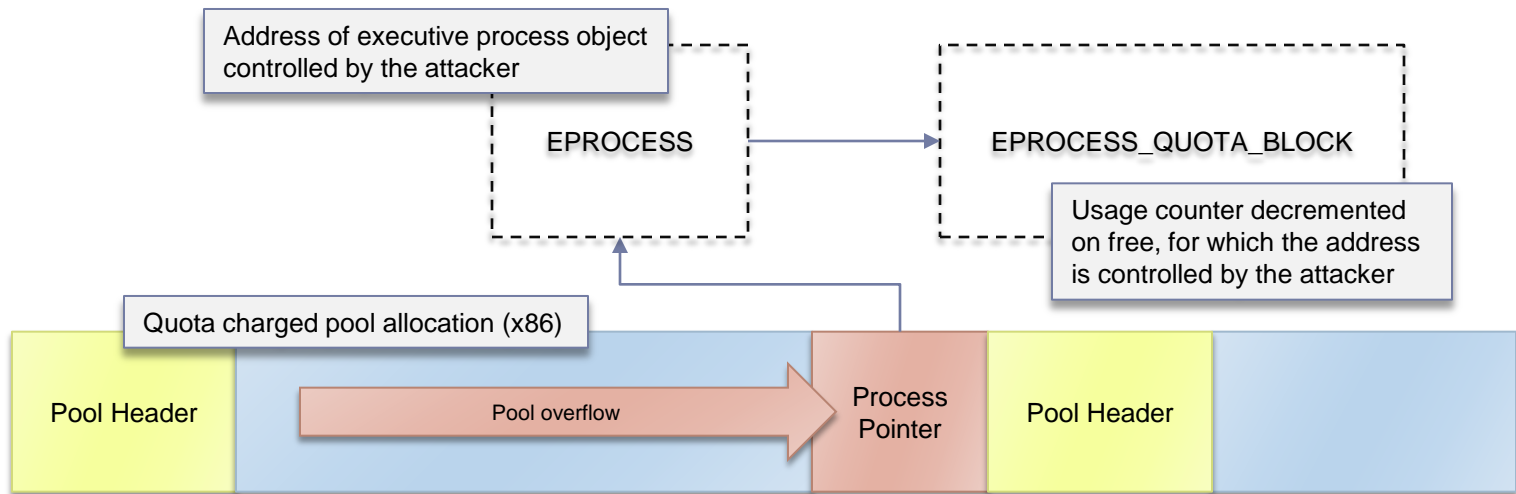 Address of executive process object
controlled by the attacker
EPROCESS
EPROCESS_QUOTA_BLOCK
Usage counter decremented
on free, for which the address
is controlled by the attacker
Quota charged pool allocation (x86)
Pool Header
Pool overflow
Process
Pointer
Pool Header